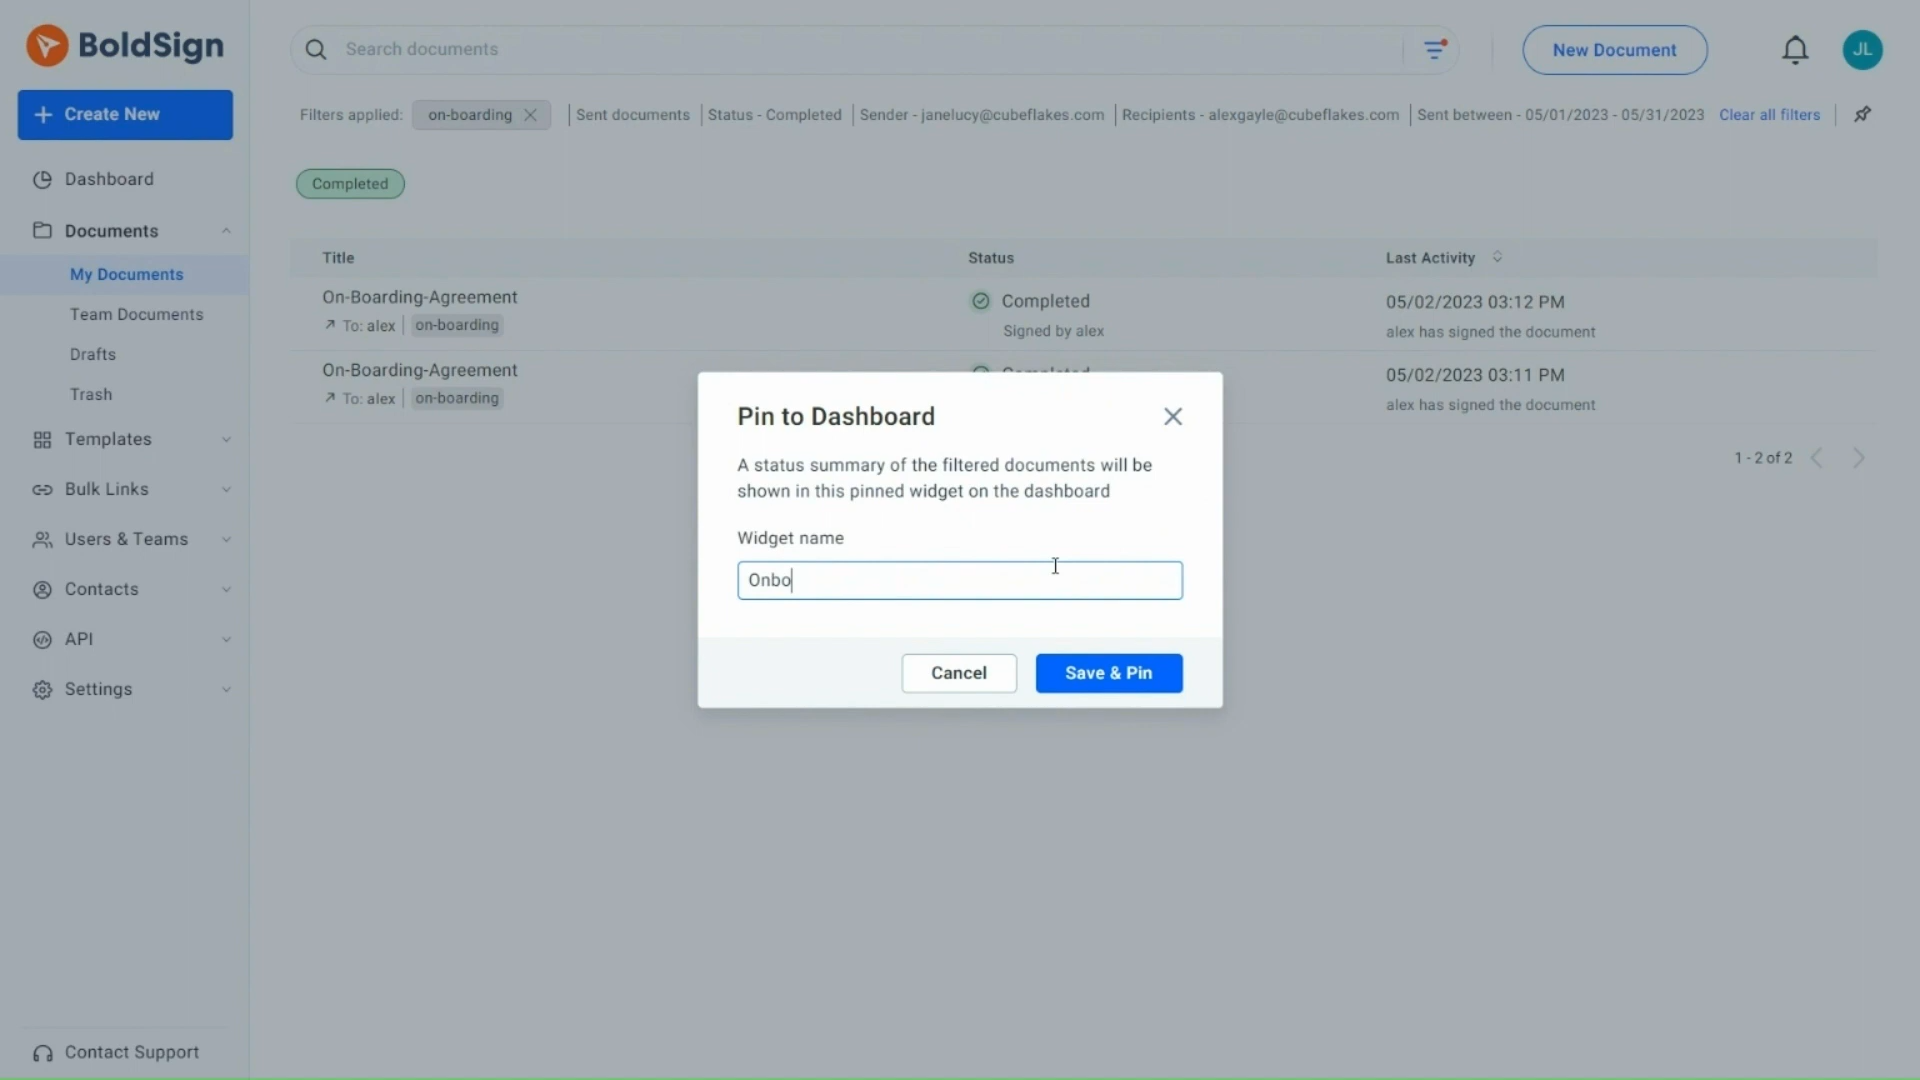 BoldSign
Search documents
New Document
JL
Create New
Filters applied: on-boarding Sent documents Status - Completed Sender - janelucy@cubeflakes.com Recipients - alexgayle@cubeflakes.com Sent between - 05/01/2023 - 05/31/2023 Clear all filters
Dashboard
Completed
Documents
My Documents
Team Documents
Drafts
Trash
Templates
Bulk Links
Users & Teams
Contacts
API
Settings
Contact Support
Title Status Last Activity
On-Boarding-Agreement Completed 05/02/2023 03:12 PM
To: alex on-boarding Signed by alex alex has signed the document
On-Boarding-Agreement Completed 05/02/2023 03:11 PM
To: alex on-boarding alex has signed the document
1 - 2 of 2
Pin to Dashboard
A status summary of the filtered documents will be
shown in this pinned widget on the dashboard
Widget name
Onbo
Cancel Save & Pin